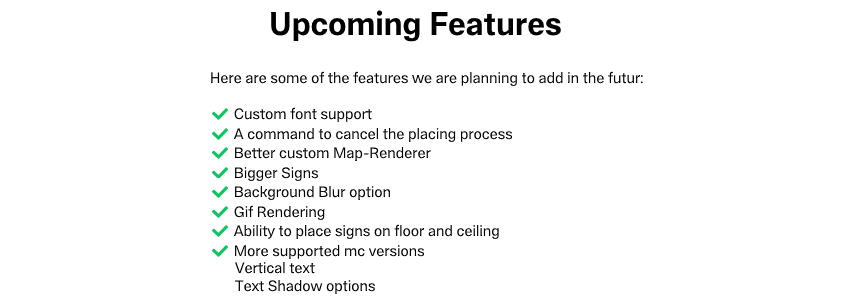 Upcoming Features
Here are some of the features we are planning to add in the futur:
Custom font support
A command to cancel the placing process
Better custom Map-Renderer
Bigger Signs
Background Blur option
Gif Rendering
Ability to place signs on floor and ceiling
More supported mc versions
Vertical text
Text Shadow options